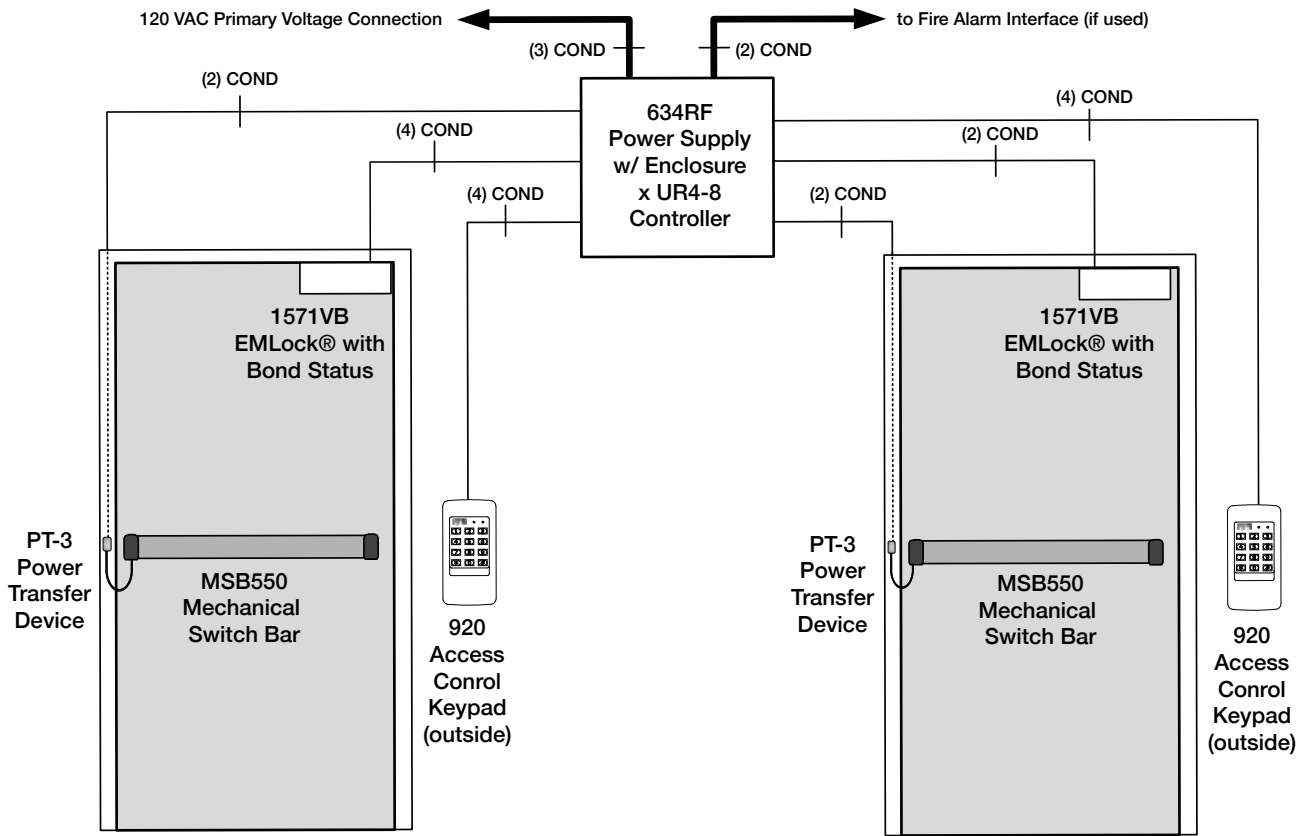 120 VAC Primary Voltage Connection
to Fire Alarm Interface (if used)
(3) COND
(2) COND
(2) COND
(4) COND
(4) COND
634RF
Power Supply
w/ Enclosure
x UR4-8
Controller
(4) COND
(2) COND
(2) COND
1571VB
EMLock® with
Bond Status
PT-3
Power
Transfer
Device
MSB550
Mechanical
Switch Bar
920
Access
Conrol
Keypad
(outside)
1571VB
EMLock® with
Bond Status
PT-3
Power
Transfer
Device
MSB550
Mechanical
Switch Bar
920
Access
Conrol
Keypad
(outside)